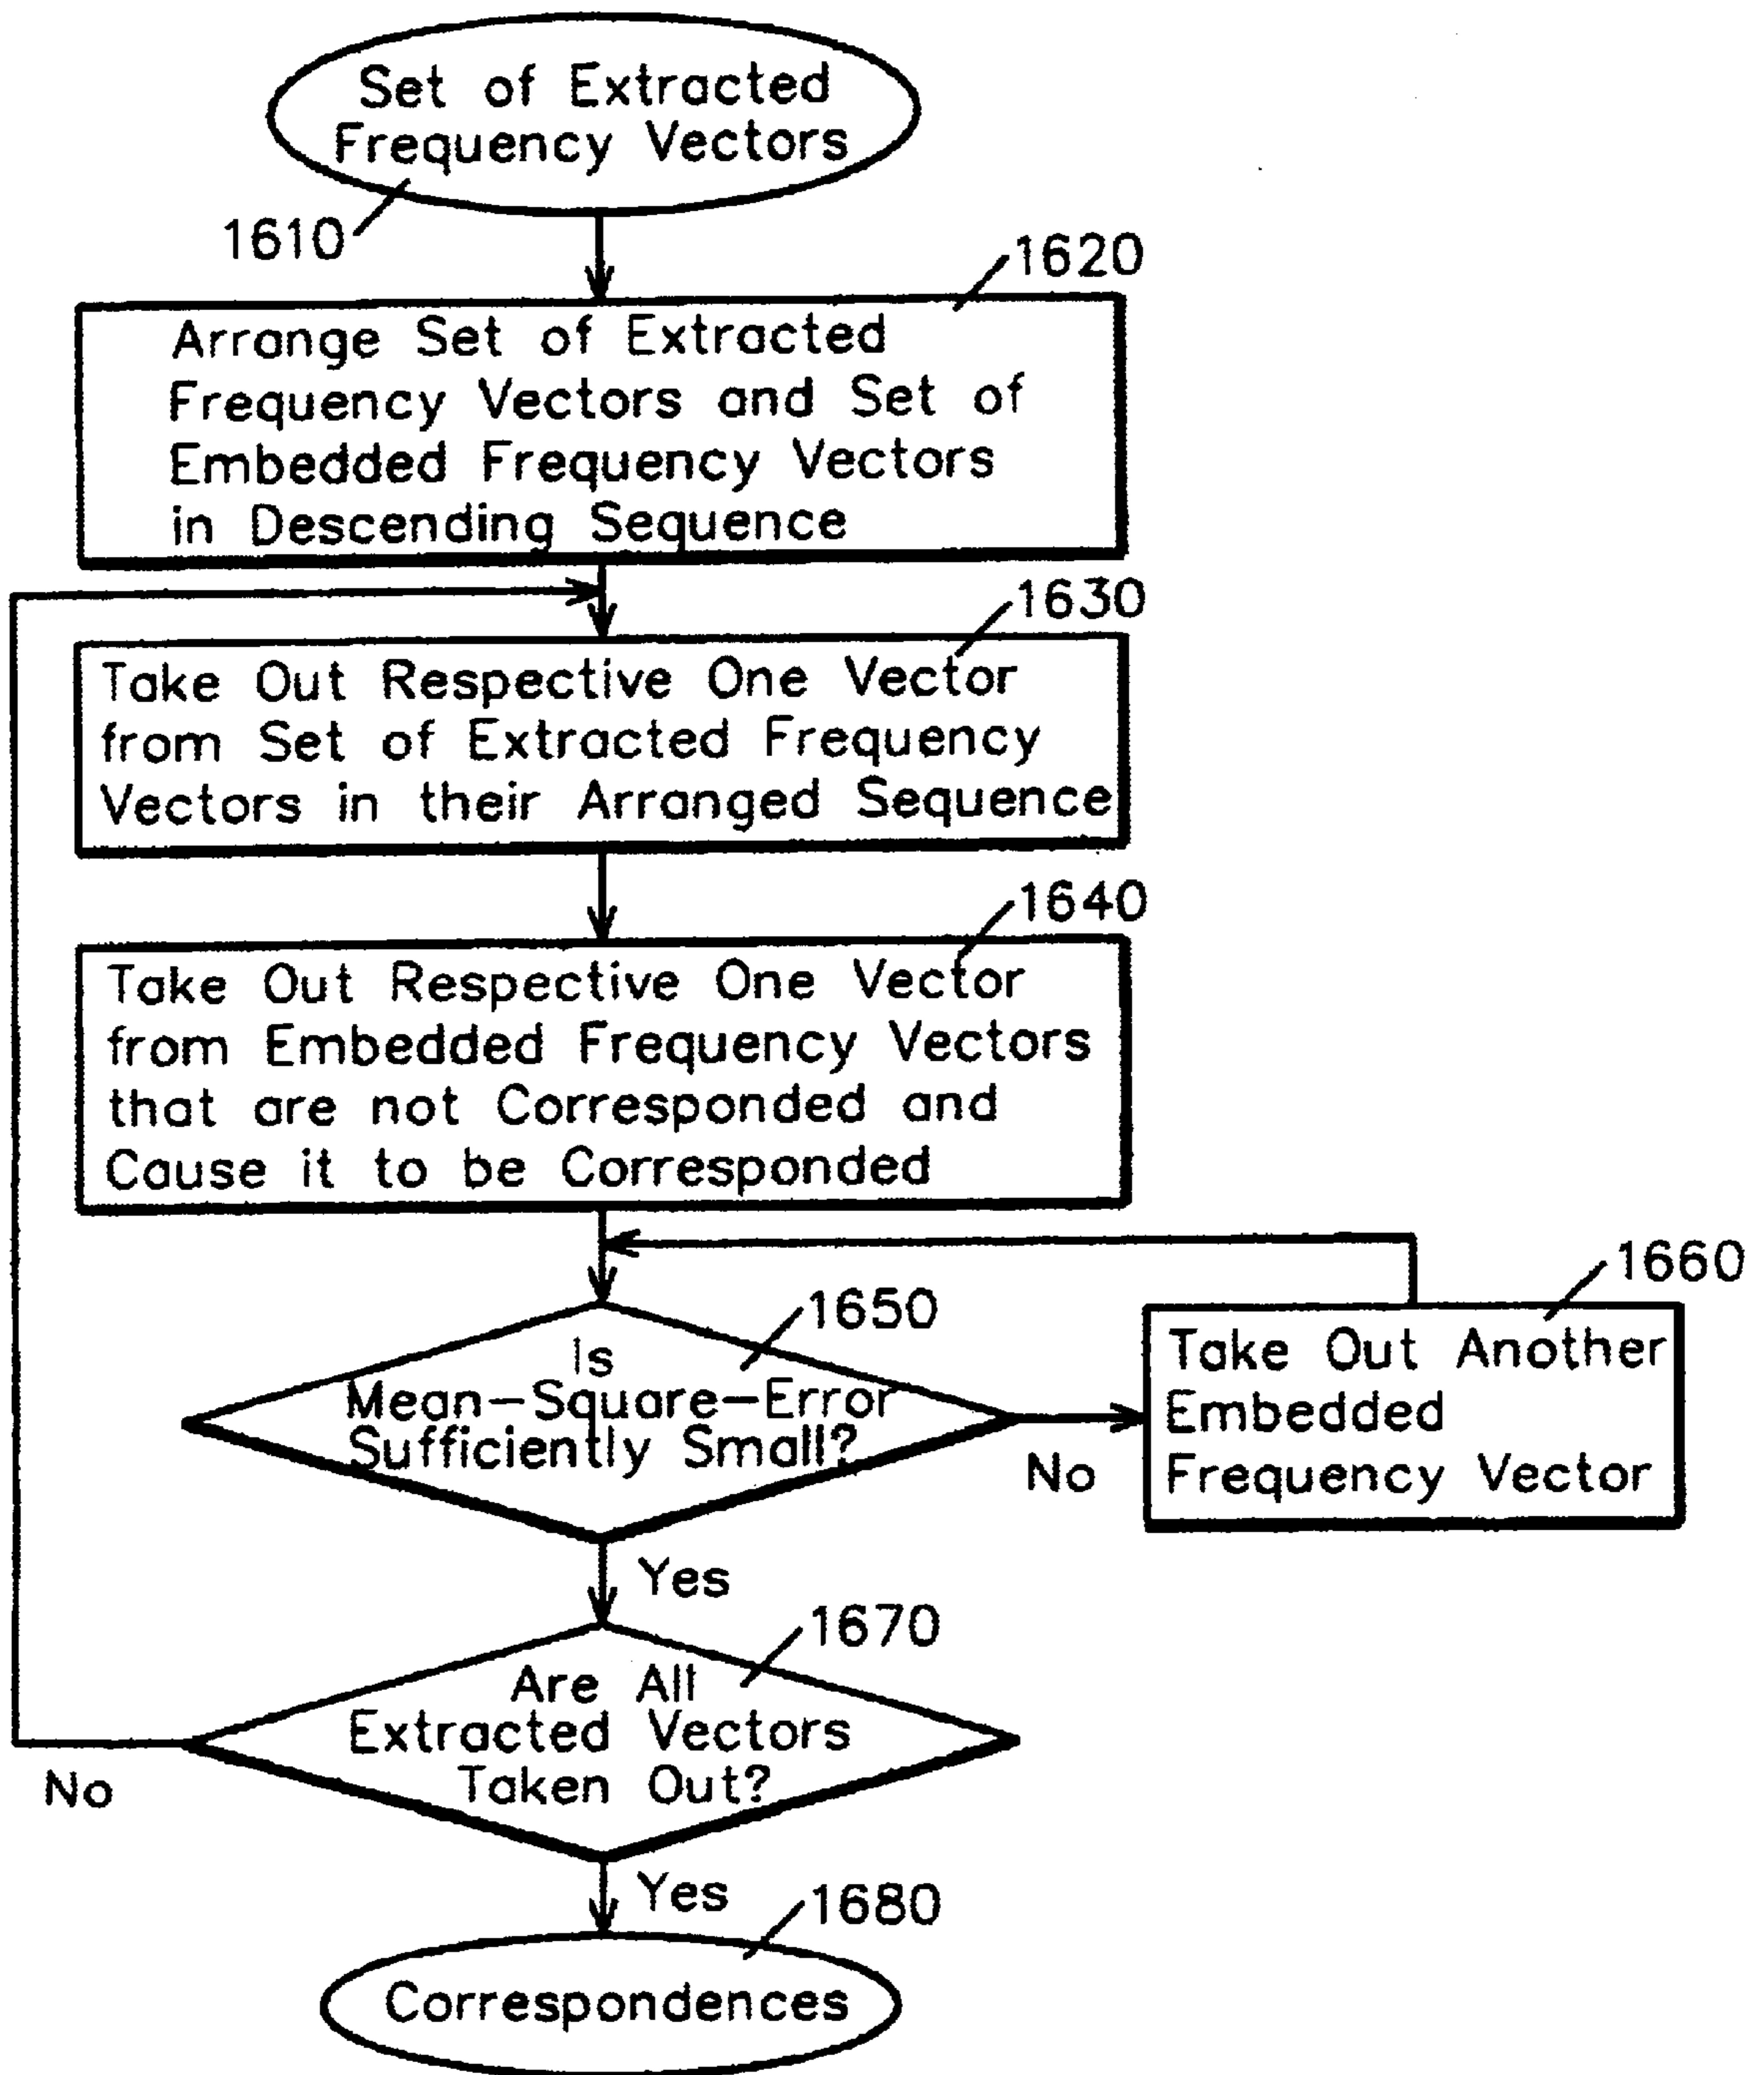 Set of Extracted
Frequency Vectors
1610
1620
Arrange Set of Extracted
Frequency Vectors and Set of
Embedded Frequency Vectors
in Descending Sequence
1630
Take Out Respective One Vector
from Set of Extracted Frequency
Vectors in their Arranged Sequence
1640
Take Out Respective One Vector
from Embedded Frequency Vectors
that are not Corresponded and
Cause it to be Corresponded
1650
Is
Mean-Square-Error
Sufficiently Small?
No
1660
Take Out Another
Embedded
Frequency Vector
Yes
1670
Are All
Extracted Vectors
Taken Out?
No
Yes
1680
Correspondences